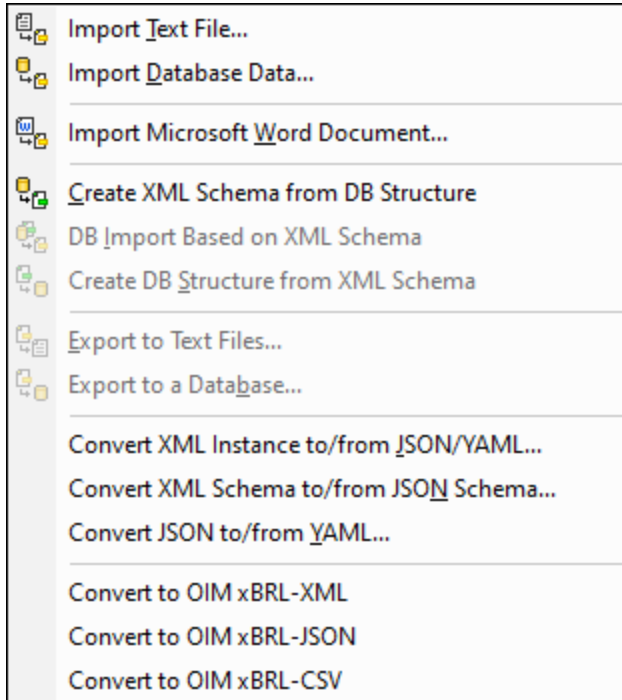 Import Text File...
Import Database Data...
Import Microsoft Word Document...
Create XML Schema from DB Structure
DB Import Based on XML Schema
Create DB Structure from XML Schema
Export to Text Files...
Export to a Database...
Convert XML Instance to/from JSON/YAML...
Convert XML Schema to/from JSON Schema...
Convert JSON to/from YAML...
Convert to OIM xBRL-XML
Convert to OIM xBRL-JSON
Convert to OIM xBRL-CSV